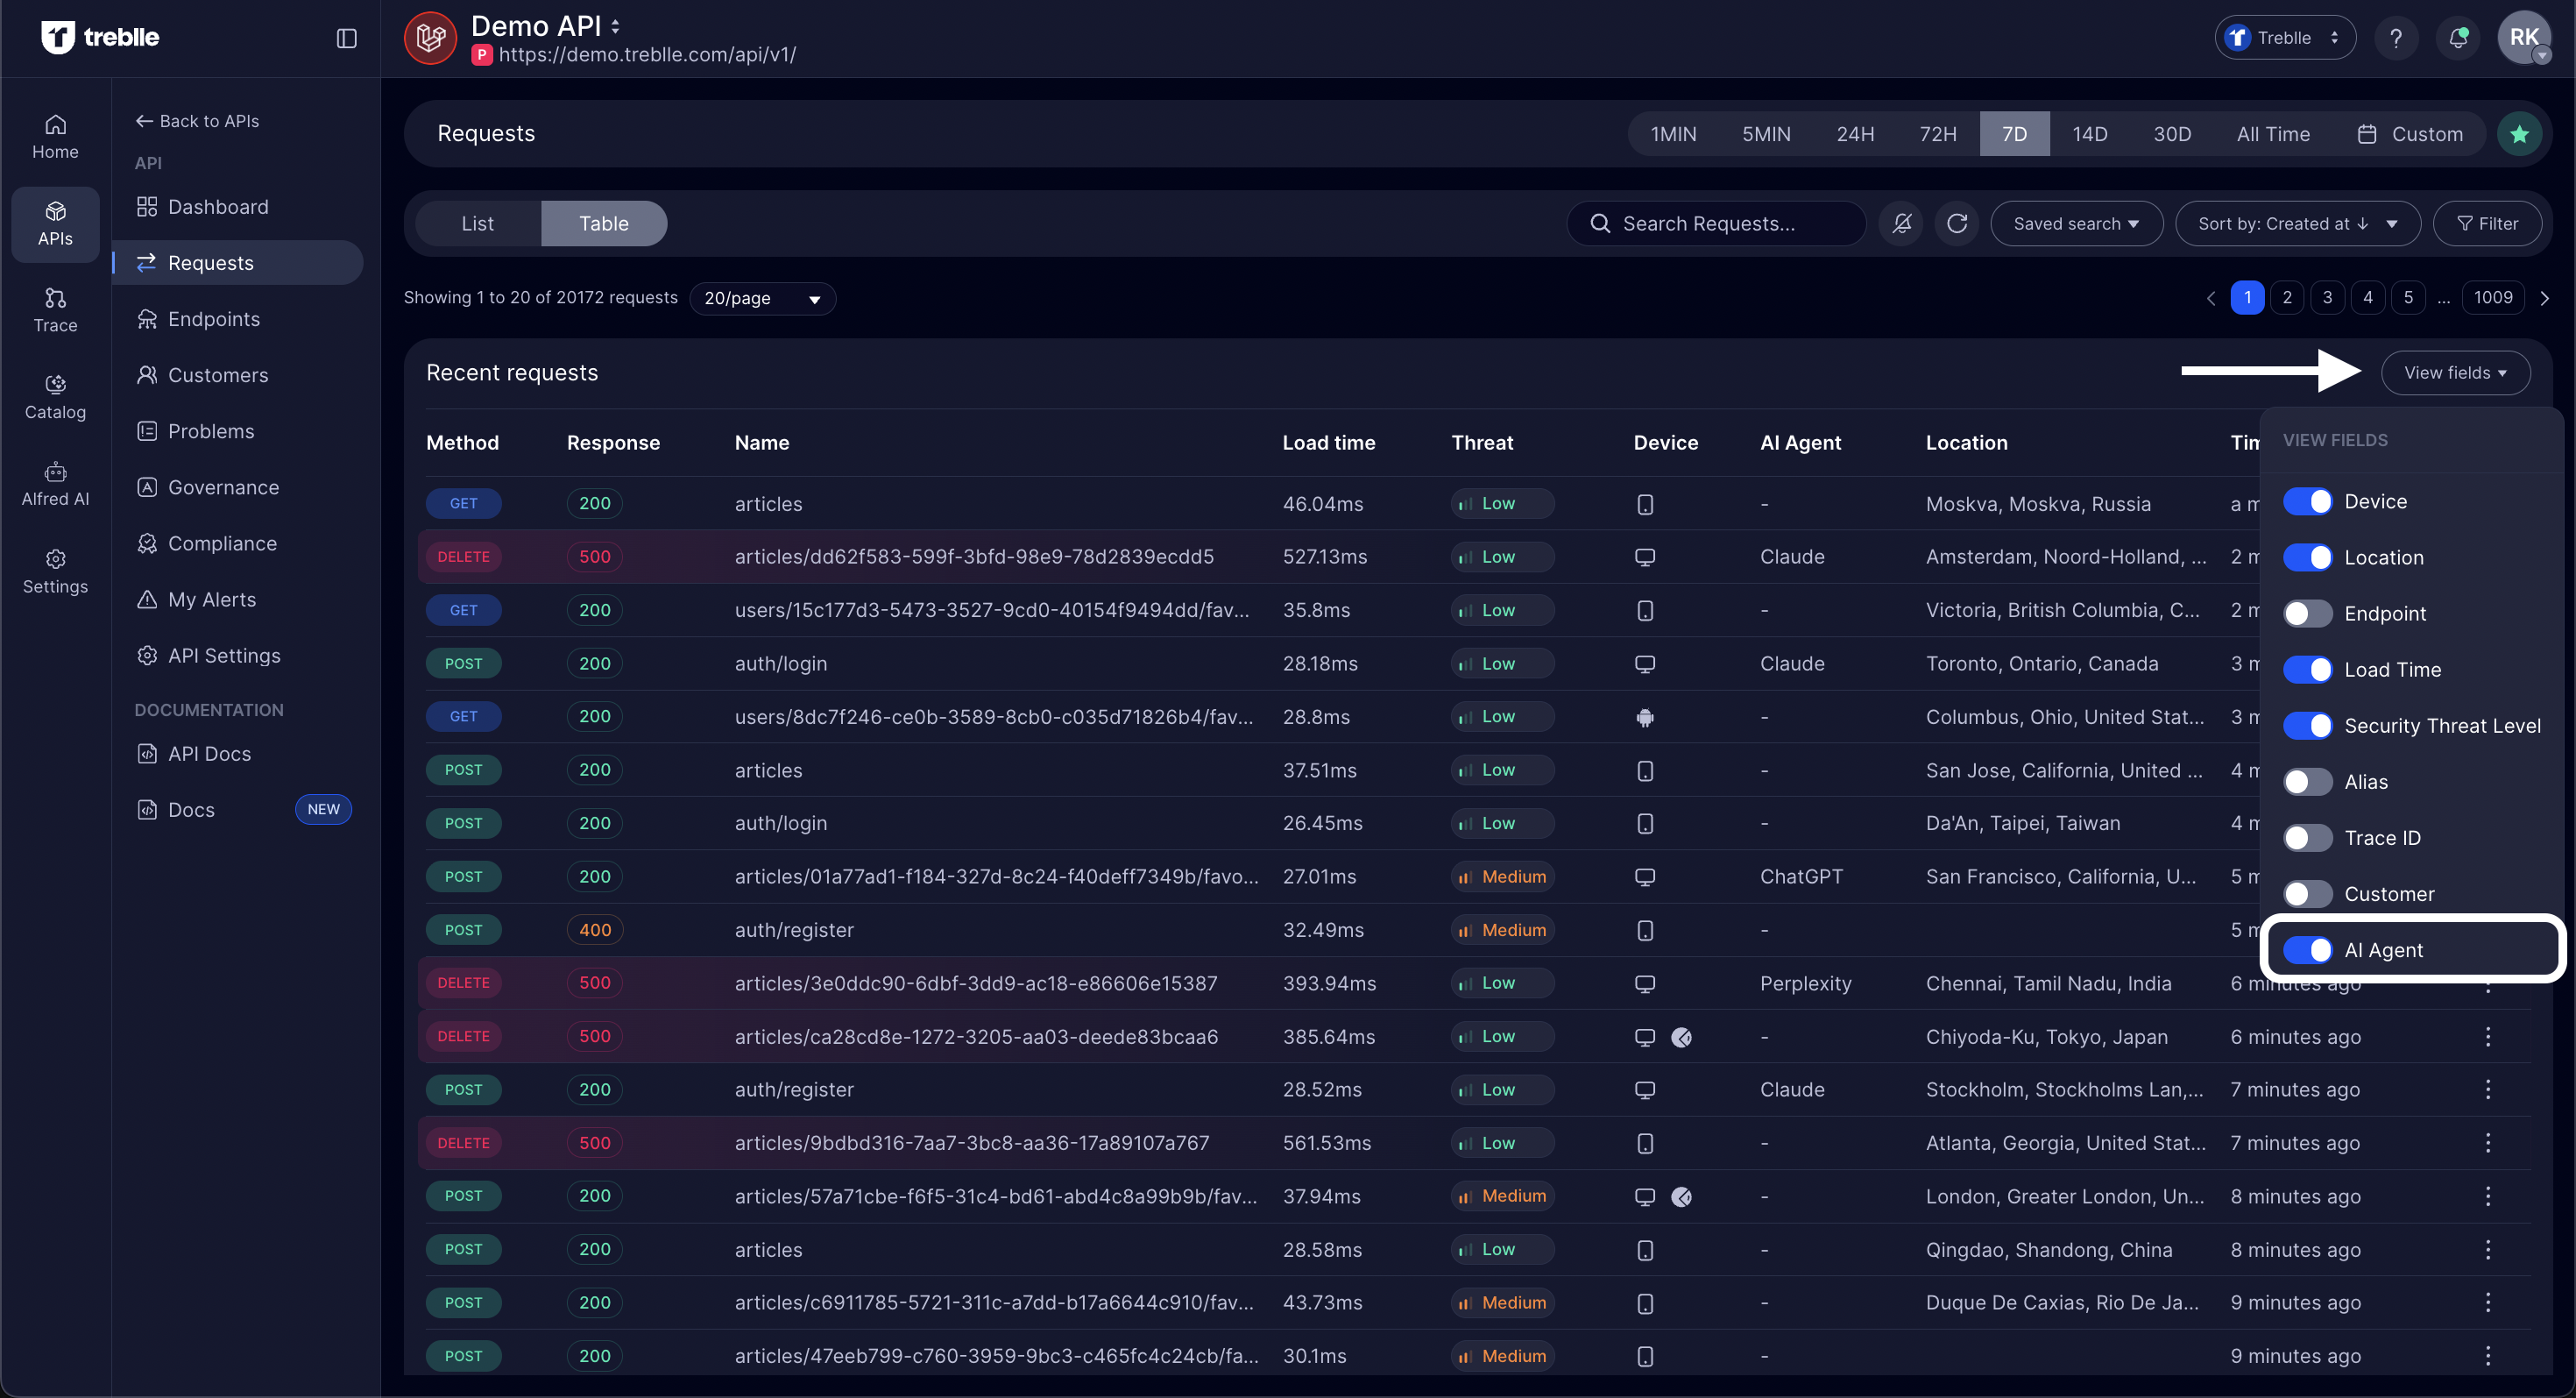 treblle
Demo API
P https://demo.treblle.com/api/v1/
Treblle
?
RK
Home
APIs
Trace
Catalog
Alfred AI
Settings
Back to APIs
API
Dashboard
Requests
Endpoints
Customers
Problems
Governance
Compliance
My Alerts
API Settings
DOCUMENTATION
API Docs
Docs NEW
Requests
1MIN 5MIN 24H 72H 7D 14D 30D All Time Custom
List Table
Search Requests...
Saved search
Sort by: Created at ↓
Filter
Showing 1 to 20 of 20172 requests 20/page
1 2 3 4 5 ... 1009
Recent requests
View fields
Method Response Name Load time Threat Device AI Agent Location Tim
GET 200 articles 46.04ms Low - Moskva, Moskva, Russia a m
DELETE 500 articles/dd62f583-599f-3bfd-98e9-78d2839ecdd5 527.13ms Low Claude Amsterdam, Noord-Holland, ... 2 m
GET 200 users/15c177d3-5473-3527-9cd0-40154f9494dd/fav... 35.8ms Low - Victoria, British Columbia, C... 2 m
POST 200 auth/login 28.18ms Low Claude Toronto, Ontario, Canada 3 m
GET 200 users/8dc7f246-ce0b-3589-8cb0-c035d71826b4/fav... 28.8ms Low - Columbus, Ohio, United Stat... 3 m
POST 200 articles 37.51ms Low - San Jose, California, United ... 4 m
POST 200 auth/login 26.45ms Low - Da'An, Taipei, Taiwan 4 m
POST 200 articles/01a77ad1-f184-327d-8c24-f40deff7349b/favo... 27.01ms Medium ChatGPT San Francisco, California, U... 5 m
POST 400 auth/register 32.49ms Medium - 5 m
DELETE 500 articles/3e0ddc90-6dbf-3dd9-ac18-e86606e15387 393.94ms Low Perplexity Chennai, Tamil Nadu, India 6 minutes ago
DELETE 500 articles/ca28cd8e-1272-3205-aa03-deede83bcaa6 385.64ms Low - Chiyoda-Ku, Tokyo, Japan 6 minutes ago
POST 200 auth/register 28.52ms Low Claude Stockholm, Stockholms Lan,... 7 minutes ago
DELETE 500 articles/9bdbd316-7aa7-3bc8-aa36-17a89107a767 561.53ms Low - Atlanta, Georgia, United Stat... 7 minutes ago
POST 200 articles/57a71cbe-f6f5-31c4-bd61-abd4c8a99b9b/fav... 37.94ms Medium - London, Greater London, Un... 8 minutes ago
POST 200 articles 28.58ms Low - Qingdao, Shandong, China 8 minutes ago
POST 200 articles/c6911785-5721-311c-a7dd-b17a6644c910/fav... 43.73ms Medium - Duque De Caxias, Rio De Ja... 9 minutes ago
POST 200 articles/47eeb799-c760-3959-9bc3-c465fc4c24cb/fa... 30.1ms Medium - 9 minutes ago
VIEW FIELDS
Device
Location
Endpoint
Load Time
Security Threat Level
Alias
Trace ID
Customer
AI Agent